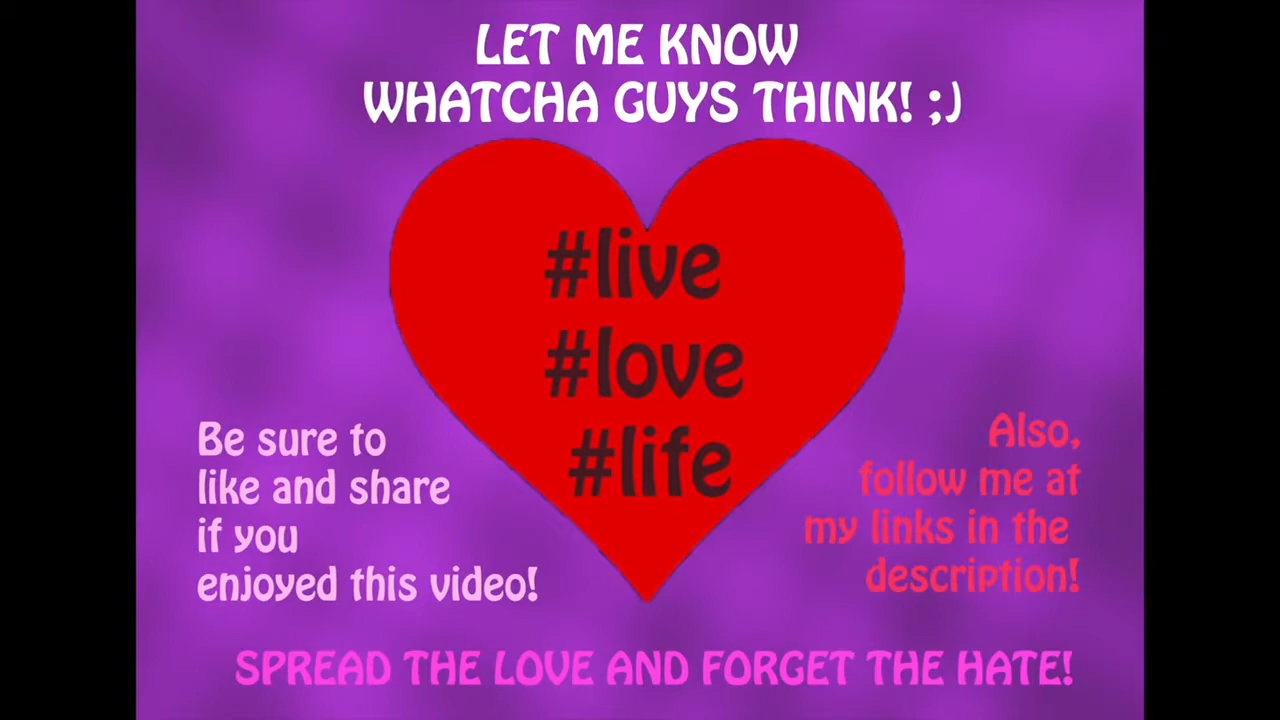 LET ME KNOW
WHATCHA GUYS THINK! ;)
#live
#love
#life
Be sure to
like and share
if you
enjoyed this video!
Also,
follow me at
my links in the
description!
SPREAD THE LOVE AND FORGET THE HATE!